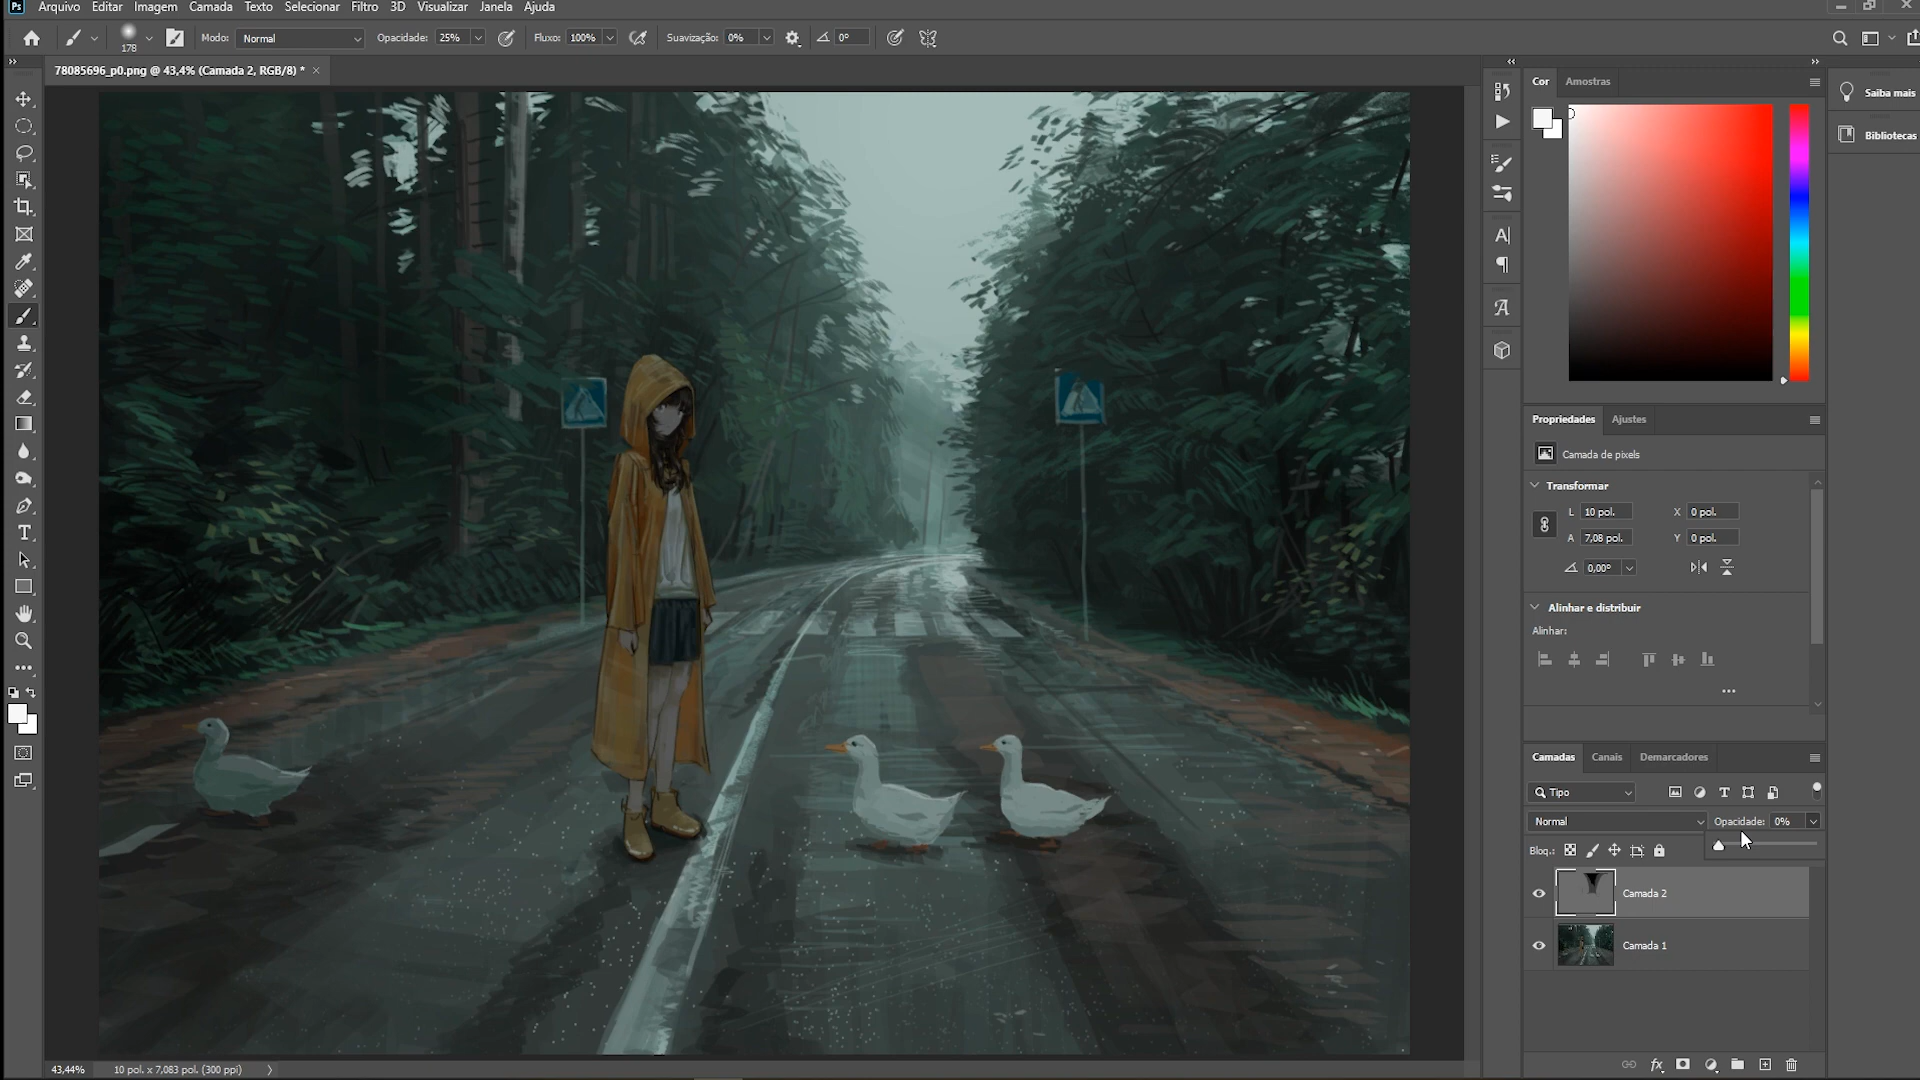 Ps Arquivo Editar Imagem Camada Texto Selecionar Filtro 3D Visualizar Janela Ajuda
178 Modo: Normal Opacidade: 25% Fluxo: 100% Suavização: 0% 0°
78085696_p0.png @ 43,4% (Camada 2, RGB/8) * ×
Cor Amostras
Saiba mais
Bibliotecas
Propriedades Ajustes
Camada de pixels
Transformar
L 10 pol. X 0 pol.
A 7,08 pol. Y 0 pol.
0,00°
Alinhar e distribuir
Alinhar:
Camadas Canais Demarcadores
Tipo
Normal Opacidade: 0%
Bloq.:
Camada 2
Camada 1
43,44% 10 pol. x 7,083 pol. (300 ppi)